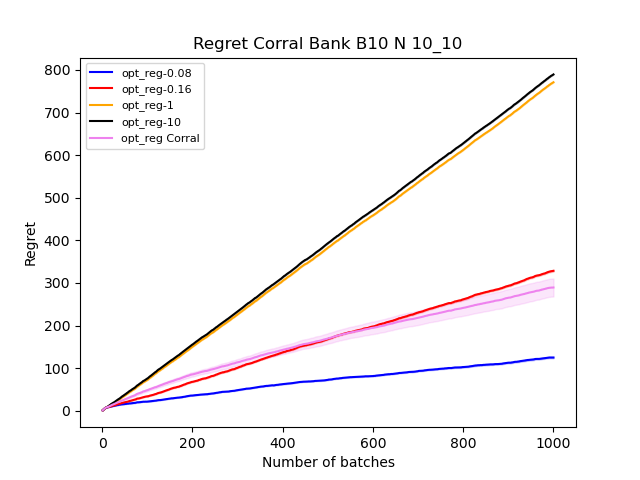 Regret Corral Bank B10 N 10_10
opt_reg-0.08
opt_reg-0.16
opt_reg-1
opt_reg-10
opt_reg Corral
800
700
600
500
400
300
200
100
0
Regret
0 200 400 600 800 1000
Number of batches